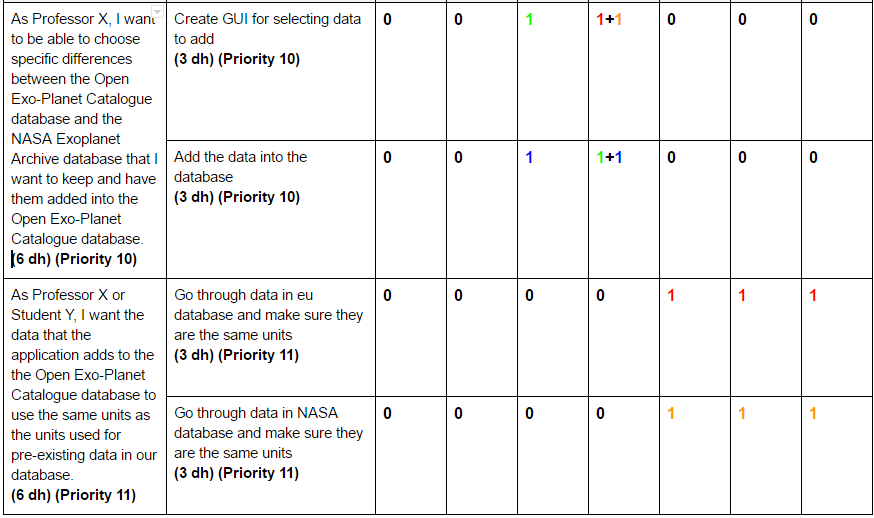 As Professor X, I want
to be able to choose
specific differences
between the Open
Exo-Planet Catalogue
database and the
NASA Exoplanet
Archive database that I
want to keep and have
them added into the
Open Exo-Planet
Catalogue database.
(6 dh) (Priority 10)
Create GUI for selecting data
to add
(3 dh) (Priority 10)
0 0 1 1+1 0 0 0
Add the data into the
database
(3 dh) (Priority 10)
0 0 1 1+1 0 0 0
As Professor X or
Student Y, I want the
data that the
application adds to the
the Open Exo-Planet
Catalogue database to
use the same units as
the units used for
pre-existing data in our
database.
(6 dh) (Priority 11)
Go through data in eu
database and make sure they
are the same units
(3 dh) (Priority 11)
0 0 0 0 1 1 1
Go through data in NASA
database and make sure they
are the same units
(3 dh) (Priority 11)
0 0 0 0 1 1 1